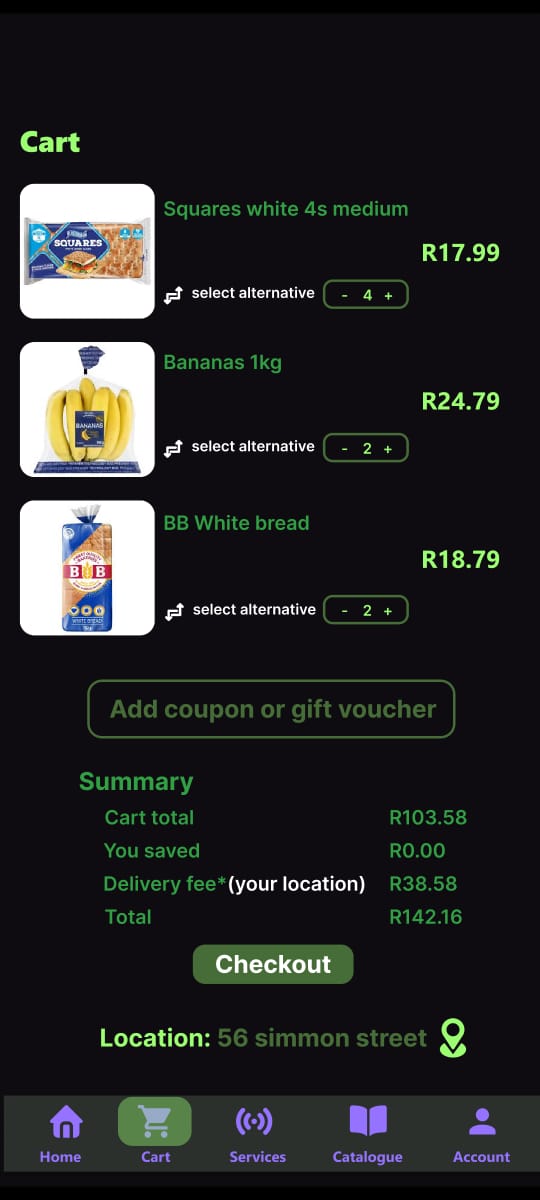 Cart
Squares white 4s medium
SQUARES
R17.99
select alternative - 4 +
Bananas 1kg
BANANAS
R24.79
select alternative - 2 +
BB White bread
B B
WHITE BREAD
R18.79
select alternative - 2 +
Add coupon or gift voucher
Summary
Cart total R103.58
You saved R0.00
Delivery fee*(your location) R38.58
Total R142.16
Checkout
Location: 56 simmon street
Home Cart Services Catalogue Account